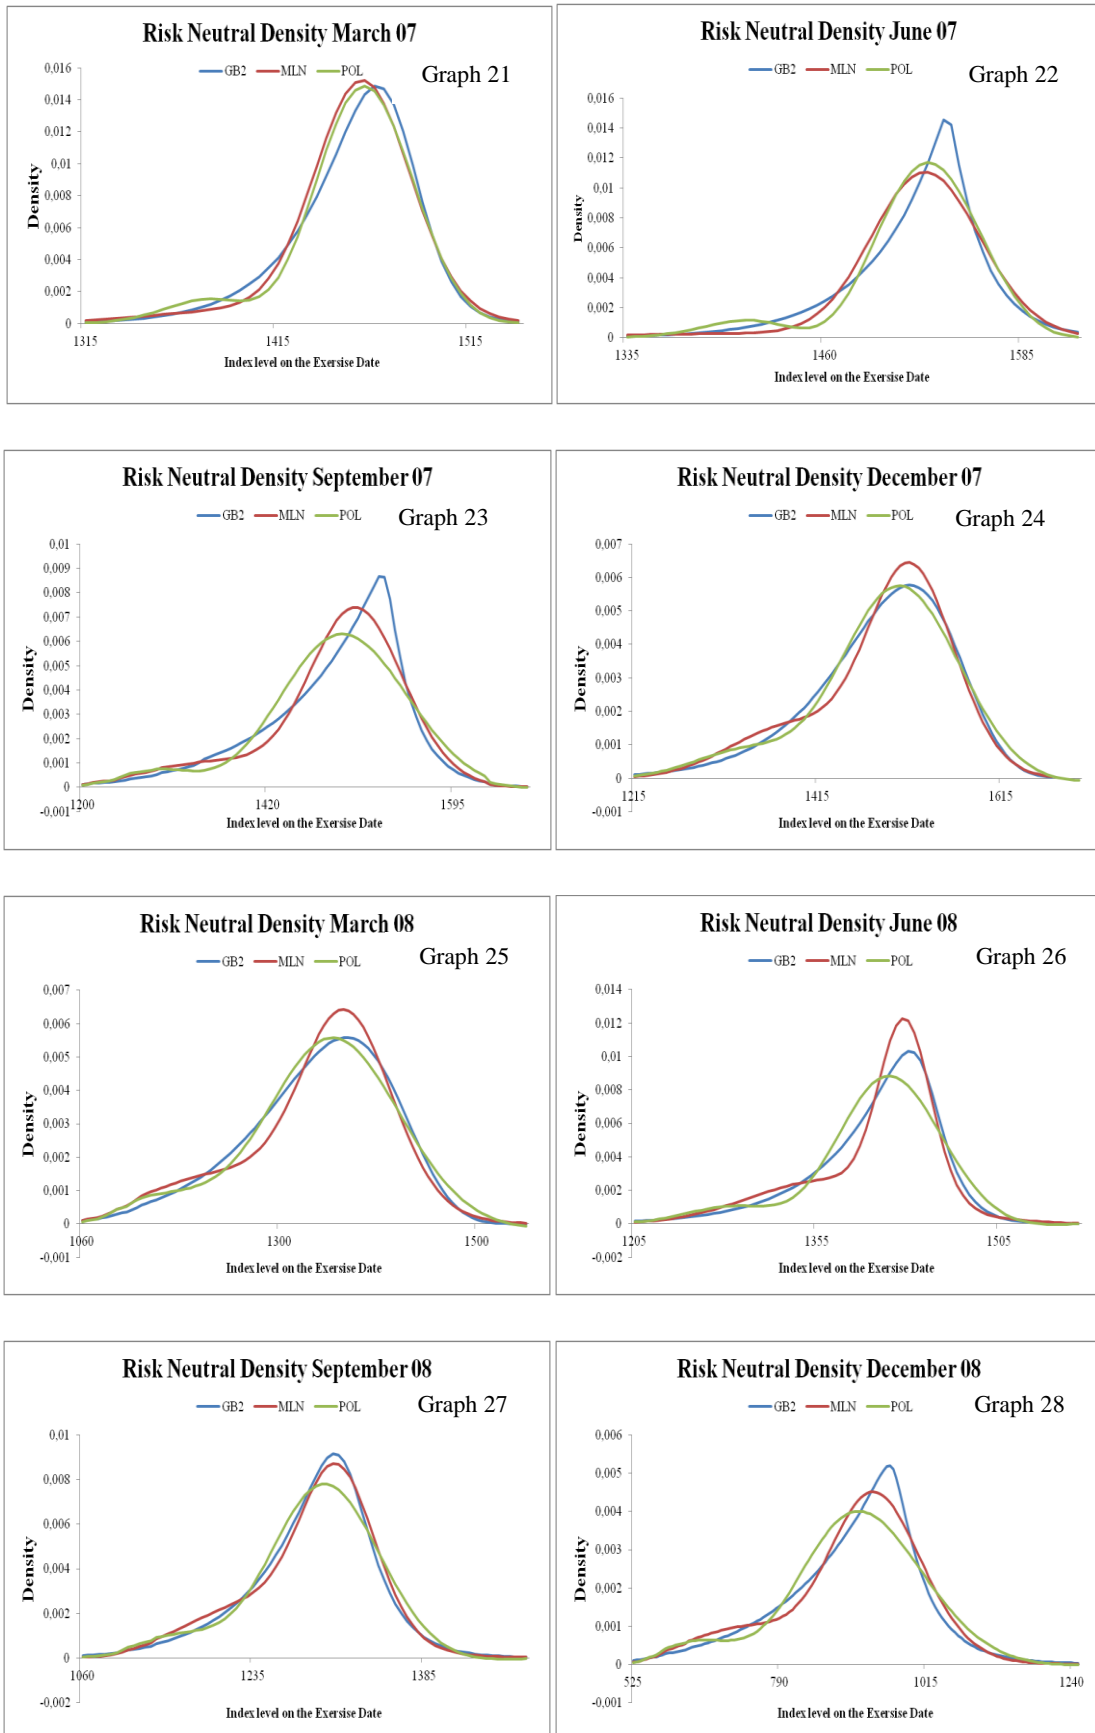 Risk Neutral Density March 07
GB2 MLN POL
Graph 21
0,016
0,014
0,012
0,01
0,008
0,006
0,004
0,002
0
Density
1315 1415 1515
Index level on the Exersise Date
Risk Neutral Density June 07
GB2 MLN POL
Graph 22
0,016
0,014
0,012
0,01
0,008
0,006
0,004
0,002
0
Density
1335 1460 1585
Index level on the Exersise Date
Risk Neutral Density September 07
GB2 MLN POL
Graph 23
0,01
0,009
0,008
0,007
0,006
0,005
0,004
0,003
0,002
0,001
0
-0,001
Density
1200 1420 1595
Index level on the Exersise Date
Risk Neutral Density December 07
GB2 MLN POL
Graph 24
0,007
0,006
0,005
0,004
0,003
0,002
0,001
0
-0,001
Density
1215 1415 1615
Index level on the Exersise Date
Risk Neutral Density March 08
GB2 MLN POL
Graph 25
0,007
0,006
0,005
0,004
0,003
0,002
0,001
0
-0,001
Density
1060 1300 1500
Index level on the Exersise Date
Risk Neutral Density June 08
GB2 MLN POL
Graph 26
0,014
0,012
0,01
0,008
0,006
0,004
0,002
0
-0,002
Density
1205 1355 1505
Index level on the Exersise Date
Risk Neutral Density September 08
GB2 MLN POL
Graph 27
0,01
0,008
0,006
0,004
0,002
0
-0,002
Density
1060 1235 1385
Index level on the Exersise Date
Risk Neutral Density December 08
GB2 MLN POL
Graph 28
0,006
0,005
0,004
0,003
0,002
0,001
0
-0,001
Density
525 790 1015 1240
Index level on the Exersise Date